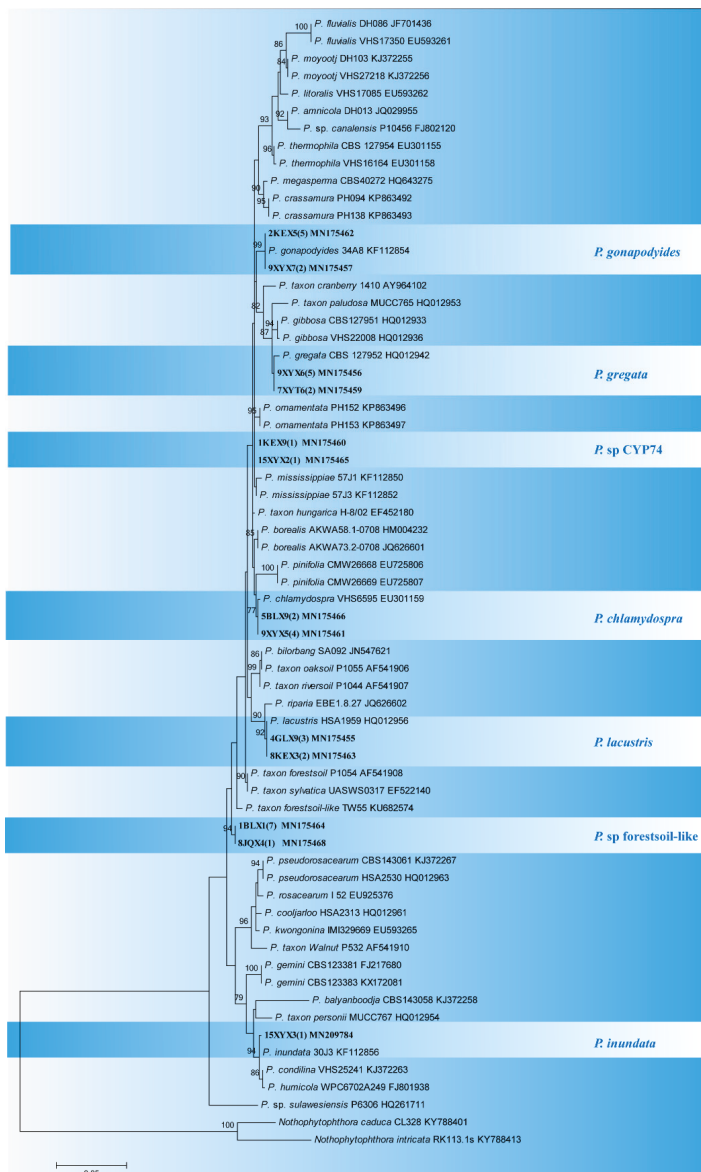 P. fluvialis DH086 JF701436
100
P. fluvialis VHS17350 EU593261
86
P. moyootj DH103 KJ372255
84
P. moyootj VHS27218 KJ372256
P. litoralis VHS17085 EU593262
P. amnicola DH013 JQ029955
92
P. sp. canalensis P10456 FJ802120
93
P. thermophila CBS 127954 EU301155
96
P. thermophila VHS16164 EU301158
P. megasperma CBS40272 HQ643275
90
P. crassamura PH094 KP863492
95
P. crassamura PH138 KP863493
2KEX5(5) MN175462
99
P. gonapodyides 34A8 KF112854
P. gonapodyides
9XYX7(2) MN175457
P. taxon cranberry 1410 AY964102
82
P. taxon paludosa MUCC765 HQ012953
94
P. gibbosa CBS127951 HQ012933
87
P. gibbosa VHS22008 HQ012936
P. gregata CBS 127952 HQ012942
9XYX6(5) MN175456
P. gregata
7XYT6(2) MN175459
95
P. ornamentata PH152 KP863496
P. ornamentata PH153 KP863497
1KEX9(1) MN175460
P. sp CYP74
15XYX2(1) MN175465
P. mississippiae 57J1 KF112850
P. mississippiae 57J3 KF112852
P. taxon hungarica H-8/02 EF452180
85
P. borealis AKWA58.1-0708 HM004232
P. borealis AKWA73.2-0708 JQ626601
100
P. pinifolia CMW26668 EU725806
P. pinifolia CMW26669 EU725807
P. chlamydospra VHS6595 EU301159
77
5BLX9(2) MN175466
P. chlamydospra
9XYX5(4) MN175461
86
P. bilorbang SA092 JN547621
99
P. taxon oaksoil P1055 AF541906
P. taxon riversoil P1044 AF541907
P. riparia EBE1.8.27 JQ626602
90
P. lacustris HSA1959 HQ012956
92
4GLX9(3) MN175455
P. lacustris
8KEX3(2) MN175463
90
P. taxon forestsoil P1054 AF541908
P. taxon sylvatica UASWS0317 EF522140
P. taxon forestsoil-like TW55 KU682574
94
1BLX1(7) MN175464
P. sp forestsoil-like
8JQX4(1) MN175468
94
P. pseudorosacearum CBS143061 KJ372267
P. pseudorosacearum HSA2530 HQ012963
P. rosacearum I 52 EU925376
96
P. cooljarloo HSA2313 HQ012961
P. kwongonina IMI329669 EU593265
P. taxon Walnut P532 AF541910
100
P. gemini CBS123381 FJ217680
P. gemini CBS123383 KX172081
79
P. balyanboodja CBS143058 KJ372258
P. taxon personii MUCC767 HQ012954
15XYX3(1) MN209784
P. inundata
94
P. inundata 30J3 KF112856
86
P. condilina VHS25241 KJ372263
P. humicola WPC6702A249 FJ801938
P. sp. sulawesiensis P6306 HQ261711
100
Nothophytophthora caduca CL328 KY788401
Nothophytophthora intricata RK113.1s KY788413